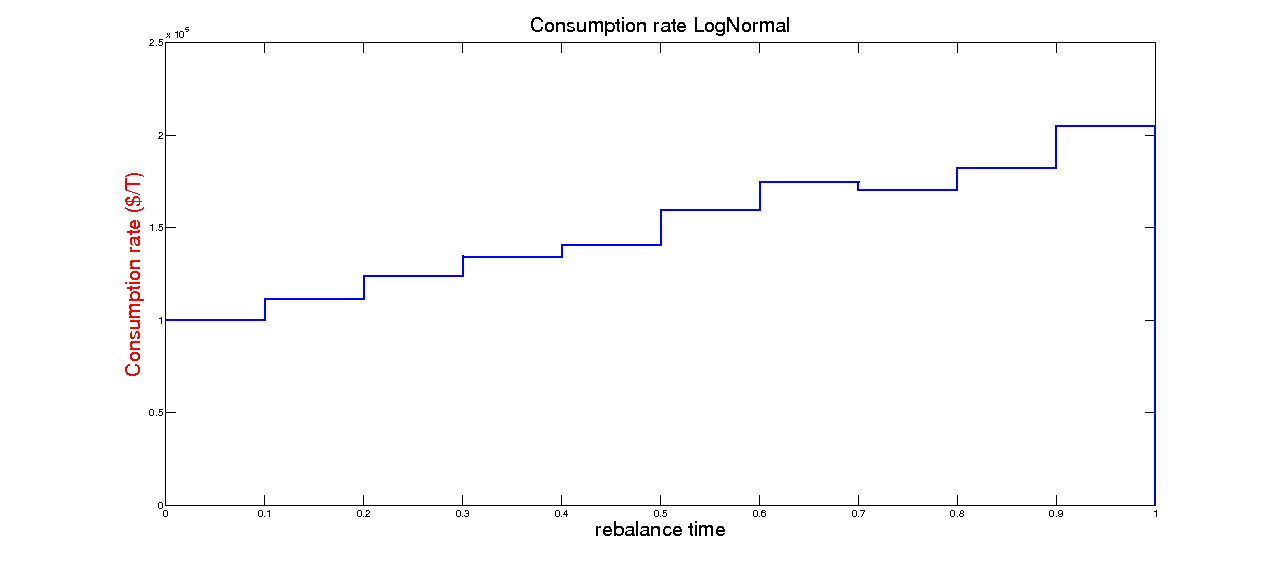 Consumption rate LogNormal
x 10^5
2.5
2
1.5
1
0.5
0
Consumption rate ($/T)
0 0.1 0.2 0.3 0.4 0.5 0.6 0.7 0.8 0.9 1
rebalance time